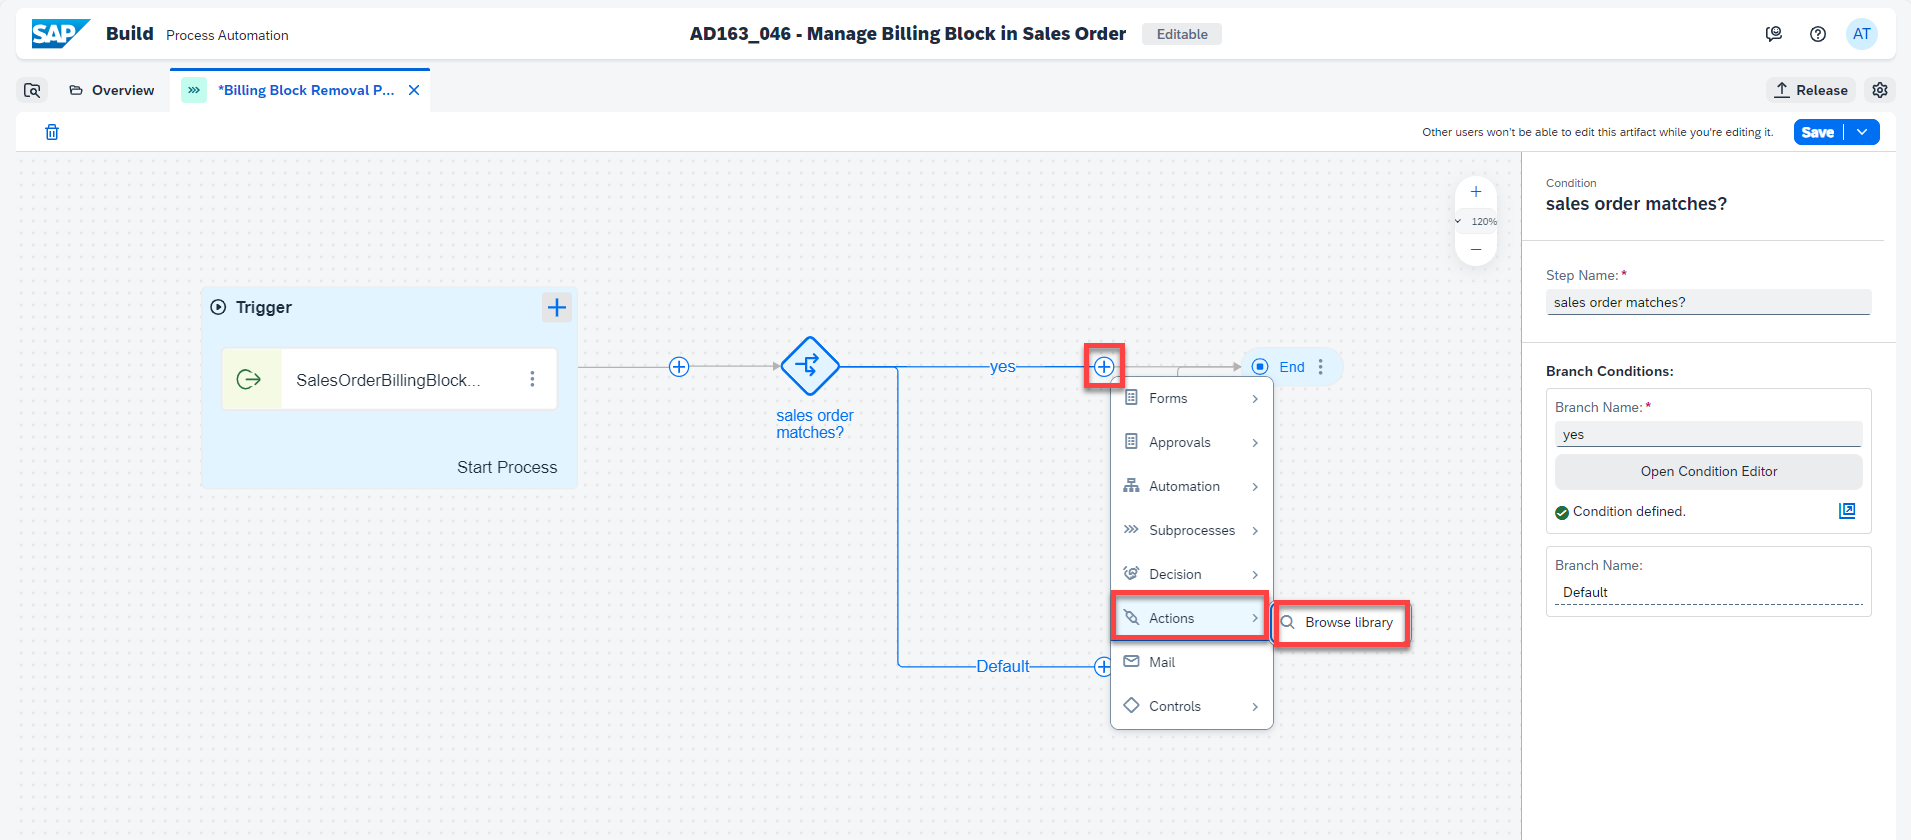 SAP Build Process Automation
AD163_046 - Manage Billing Block in Sales Order Editable
AT
Overview
*Billing Block Removal P...
Release
Other users won't be able to edit this artifact while you're editing it.
Save
120%
Trigger
SalesOrderBillingBlock...
Start Process
sales order
matches?
yes
End
Default
Forms
Approvals
Automation
Subprocesses
Decision
Actions
Browse library
Mail
Controls
Condition
sales order matches?
Step Name: *
sales order matches?
Branch Conditions:
Branch Name: *
yes
Open Condition Editor
Condition defined.
Branch Name:
Default